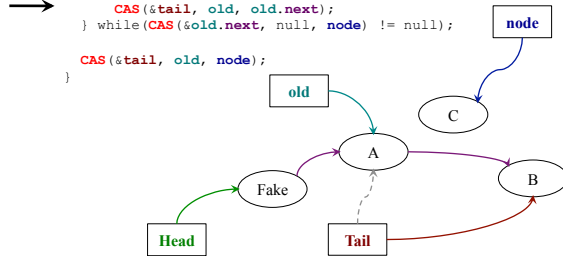 CAS(&tail, old, old.next);
} while(CAS(&old.next, null, node) != null);
CAS(&tail, old, node);
}
node
old
C
A
B
Fake
Head
Tail